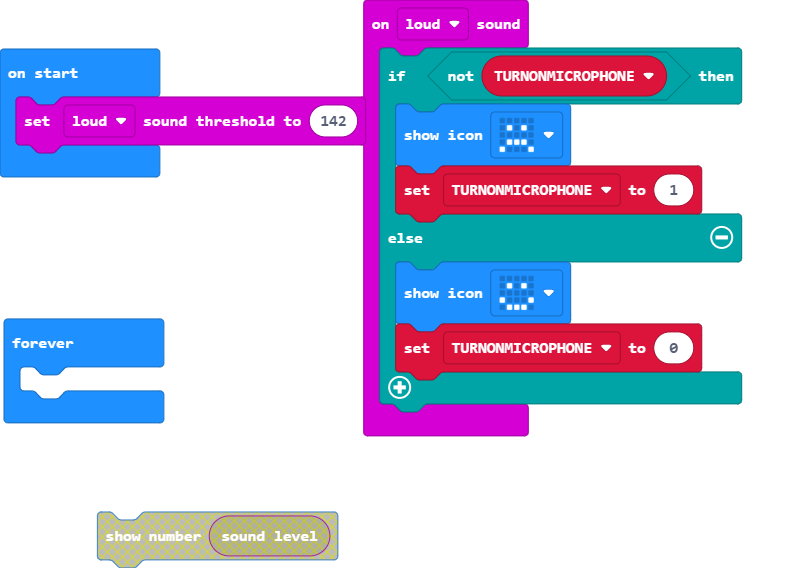 on start
set loud sound threshold to 142
on loud sound
if not TURNONMICROPHONE then
show icon
set TURNONMICROPHONE to 1
else
show icon
set TURNONMICROPHONE to 0
forever
show number sound level